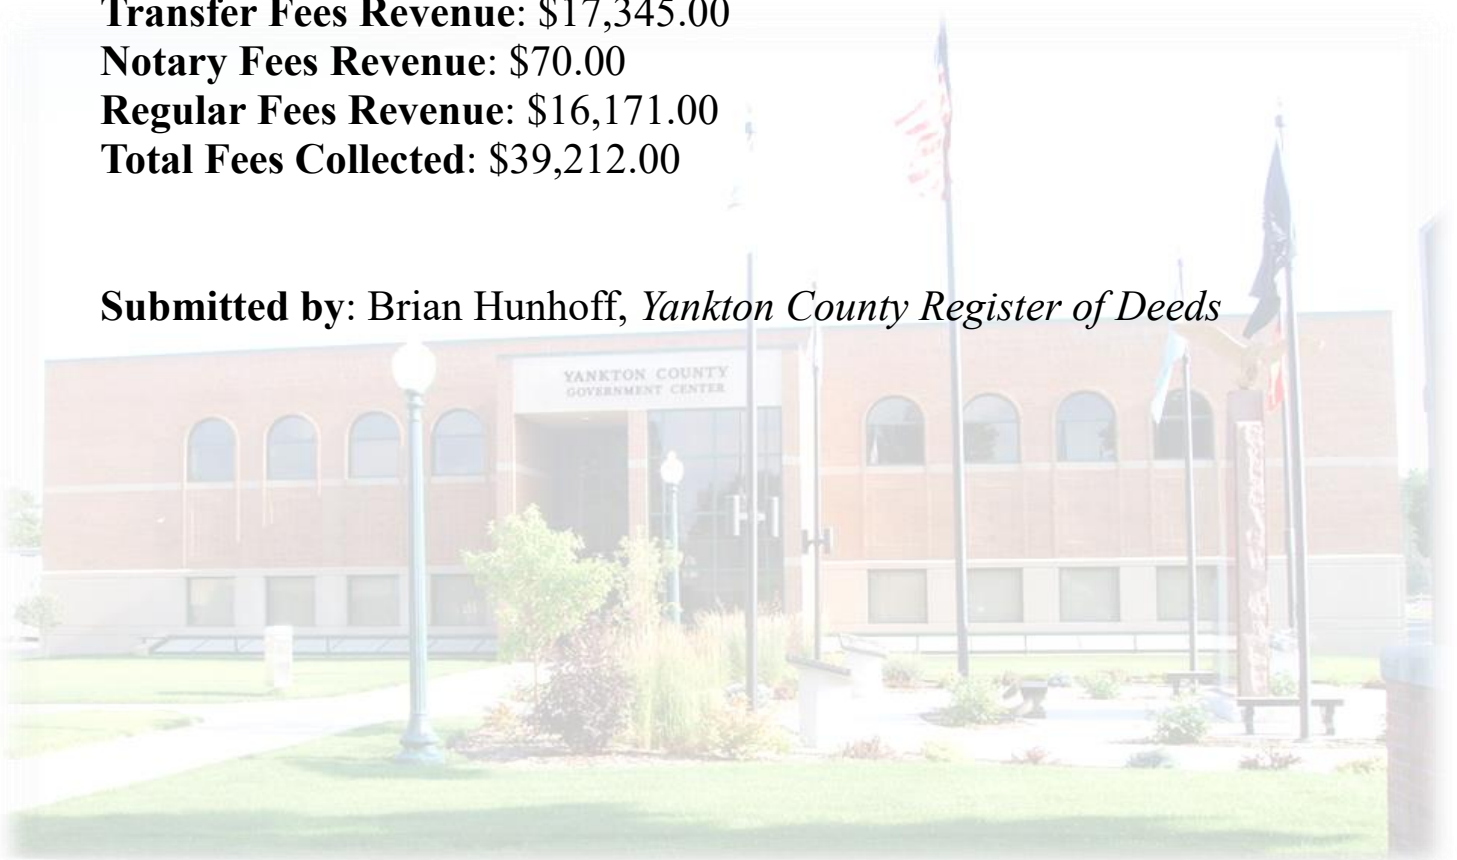 Transfer Fees Revenue: $17,345.00
Notary Fees Revenue: $70.00
Regular Fees Revenue: $16,171.00
Total Fees Collected: $39,212.00
Submitted by: Brian Hunhoff, Yankton County Register of Deeds
YANKTON COUNTY
GOVERNMENT CENTER